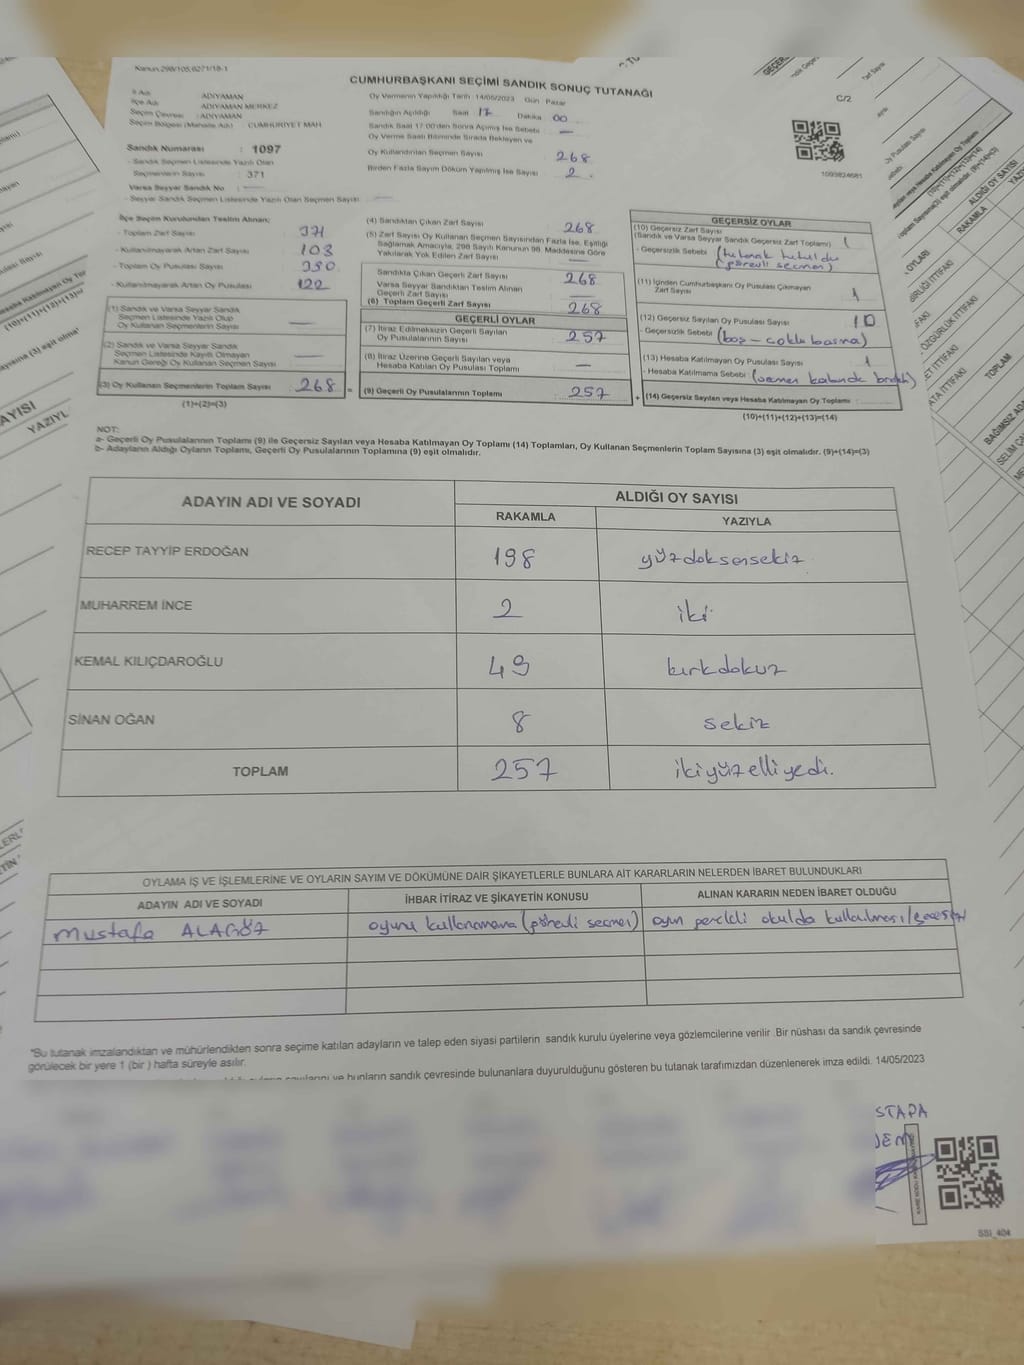 Kanun:298/105,6271/18-1
CUMHURBAŞKANI SEÇİMİ SANDIK SONUÇ TUTANAĞI
C/2
İl Adı : ADIYAMAN
İlçe Adı : ADIYAMAN MERKEZ
Seçim Çevresi : ADIYAMAN
Seçim Bölgesi (Mahalle Adı) : CUMHURİYET MAH.
Sandık Numarası : 1097
- Sandık Seçmen Listesinde Yazılı Olan
Seçmenlerin Sayısı : 371
Varsa Seyyar Sandık No :
- Seyyar Sandık Seçmen Listesinde Yazılı Olan Seçmen Sayısı:
Oy Vermenin Yapıldığı Tarih :14/05/2023 Gün : Pazar
Sandığın Açıldığı Saat 17 Dakika 00
Sandık Saat 17:00'den Sonra Açılmış İse Sebebi
Oy Verme Saati Bitiminde Sırada Bekleyen ve
Oy Kullandırılan Seçmen Sayısı 268
Birden Fazla Sayım Döküm Yapılmış İse Sayısı 2
İlçe Seçim Kurulundan Teslim Alınan;
- Toplam Zarf Sayısı 371
- Kullanılmayarak Artan Zarf Sayısı 103
- Toplam Oy Pusulası Sayısı 390
- Kullanılmayarak Artan Oy Pusulası 122
(1) Sandık ve Varsa Seyyar Sandık
Seçmen Listesinde Yazılı Olup
Oy Kullanan Seçmenlerin Sayısı
(2) Sandık ve Varsa Seyyar Sandık
Seçmen Listesinde Kayıtlı Olmayan
Kanun Gereği Oy Kullanan Seçmen Sayısı
(3) Oy Kullanan Seçmenlerin Toplam Sayısı 268 =
(1)+(2)=(3)
(4) Sandıktan Çıkan Zarf Sayısı 268
(5) Zarf Sayısı Oy Kullanan Seçmen Sayısından Fazla İse, Eşitliği
Sağlamak Amacıyla, 298 Sayılı Kanunun 98. Maddesine Göre
Yakılarak Yok Edilen Zarf Sayısı
Sandıkta Çıkan Geçerli Zarf Sayısı 268
Varsa Seyyar Sandıktan Teslim Alınan
Geçerli Zarf Sayısı
(6) Toplam Geçerli Zarf Sayısı 268
GEÇERLİ OYLAR
(7) İtiraz Edilmeksizin Geçerli Sayılan
Oy Pusulalarının Sayısı 257
(8) İtiraz Üzerine Geçerli Sayılan veya
Hesaba Katılan Oy Pusulası Toplamı
(9) Geçerli Oy Pusulalarının Toplamı 257 +
GEÇERSİZ OYLAR
(10) Geçersiz Zarf Sayısı
(Sandık ve Varsa Seyyar Sandık Geçersiz Zarf Toplamı) 1
- Geçersizlik Sebebi (tutanak tutuldu
(görevli seçmen)
(11) İçinden Cumhurbaşkanı Oy Pusulası Çıkmayan
Zarf Sayısı 1
(12) Geçersiz Sayılan Oy Pusulası Sayısı 10
- Geçersizlik Sebebi (boş - çoklu basma)
(13) Hesaba Katılmayan Oy Pusulası Sayısı 1
- Hesaba Katılmama Sebebi (seçmen kabinde bıraktı)
(14) Geçersiz Sayılan veya Hesaba Katılmayan Oy Toplamı :
(10)+(11)+(12)+(13)=(14)
1099824681
NOT:
a- Geçerli Oy Pusulalarının Toplamı (9) ile Geçersiz Sayılan veya Hesaba Katılmayan Oy Toplamı (14) Toplamları, Oy Kullanan Seçmenlerin Toplam Sayısına (3) eşit olmalıdır. (9)+(14)=(3)
b- Adayların Aldığı Oyların Toplamı, Geçerli Oy Pusulalarının Toplamına (9) eşit olmalıdır.
ADAYIN ADI VE SOYADI ALDIĞI OY SAYISI
RAKAMLA YAZIYLA
RECEP TAYYİP ERDOĞAN 198 yüzdoksansekiz
MUHARREM İNCE 2 iki
KEMAL KILIÇDAROĞLU 49 kırkdokuz
SİNAN OĞAN 8 sekiz
TOPLAM 257 ikiyüzelliyedi.
OYLAMA İŞ VE İŞLEMLERİNE VE OYLARIN SAYIM VE DÖKÜMÜNE DAİR ŞİKAYETLERLE BUNLARA AİT KARARLARIN NELERDEN İBARET BULUNDUKLARI
ADAYIN ADI VE SOYADI İHBAR İTİRAZ VE ŞİKAYETİN KONUSU ALINAN KARARIN NEDEN İBARET OLDUĞU
Mustafa ALAGÖZ oyunu kullanamama (görevli seçmen) oyun okulda
*Bu tutanak imzalandıktan ve mühürlendikten sonra seçime katılan adayların ve talep eden siyasi partilerin sandık kurulu üyelerine veya gözlemcilerine verilir .Bir nüshası da sandık çevresinde
görülecek bir yere 1 (bir ) hafta süreyle asılır.
ve bunların sandık çevresinde bulunanlara duyurulduğunu gösteren bu tutanak tarafımızdan düzenlenerek imza edildi. 14/05/2023
SSI_404